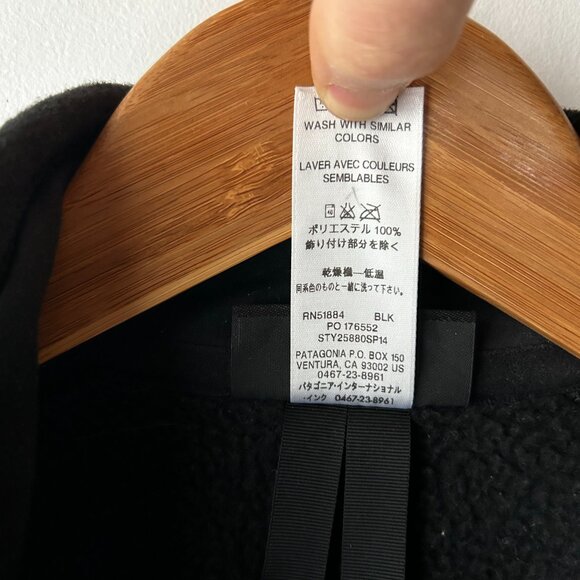 WASH WITH SIMILAR
COLORS
LAVER AVEC COULEURS
SEMBLABLES
40
ポリエステル 100%
飾り付け部分を除く
乾燥機—低温
同系色のものと一緒に洗って下さい。
RN51884 BLK
PO 176552
STY25880SP14
PATAGONIA P.O. BOX 150
VENTURA, CA 93002 US
0467-23-8961
パタゴニア・インターナショナル
・インク 0467-23-8961